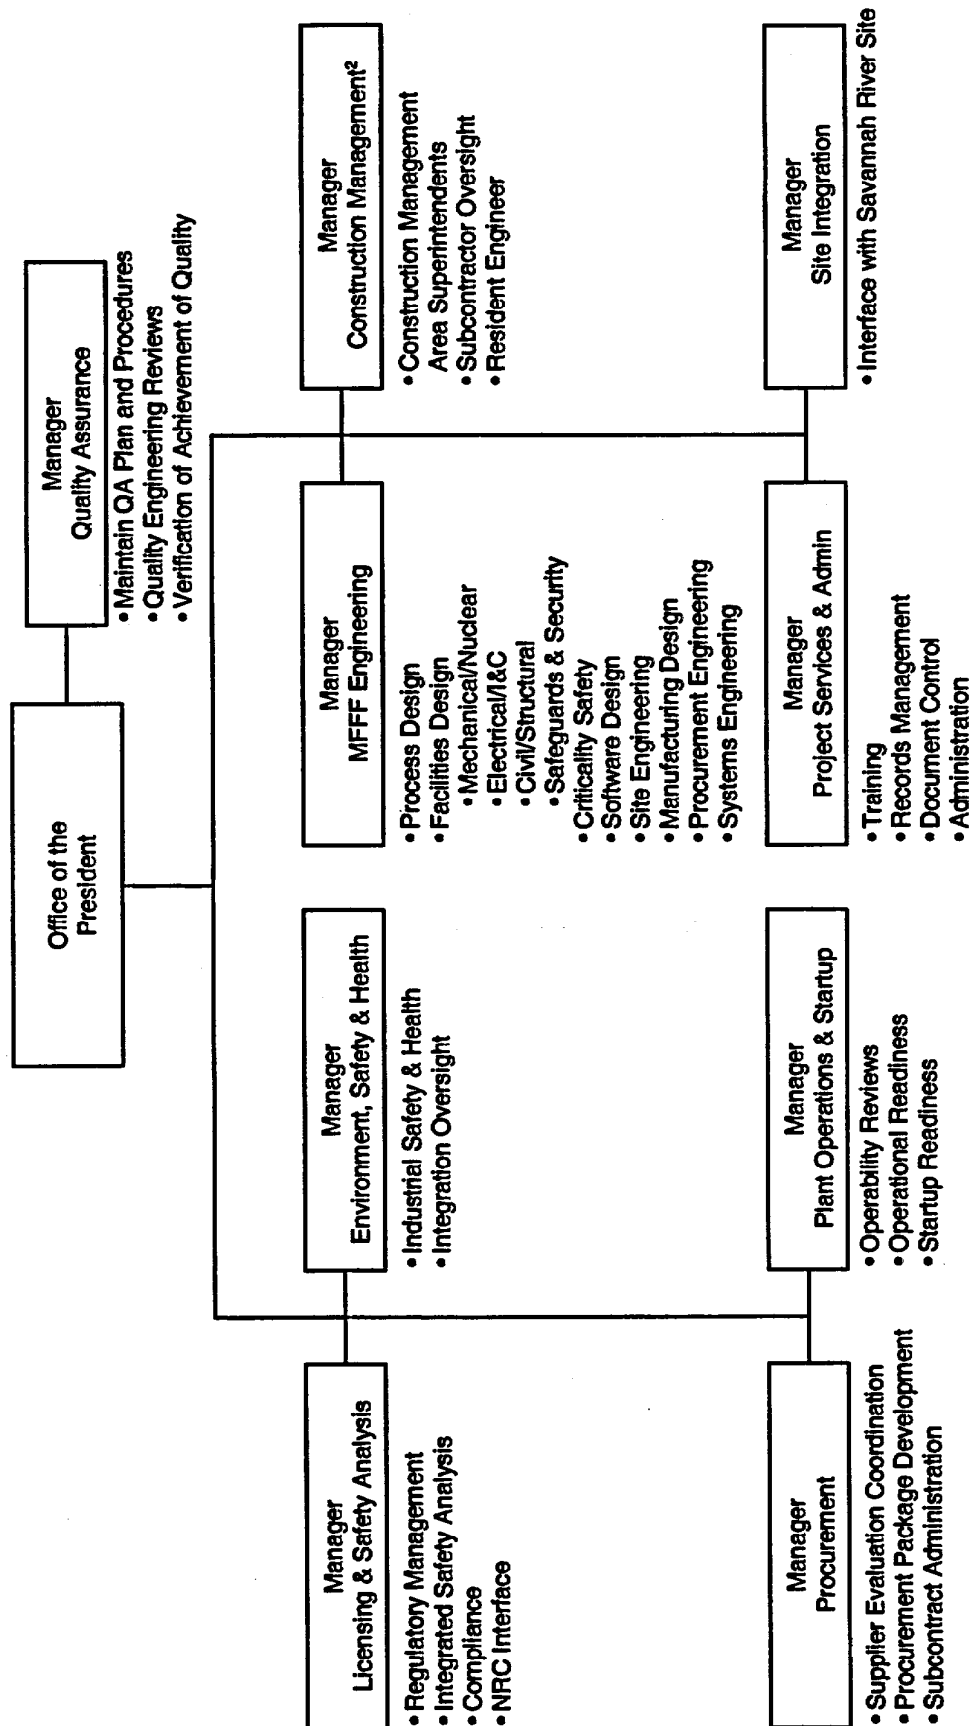 Office of the
President
Manager
Quality Assurance
•Maintain QA Plan and Procedures
•Quality Engineering Reviews
•Verification of Achievement of Quality
Manager
Licensing & Safety Analysis
•Regulatory Management
•Integrated Safety Analysis
•Compliance
•NRC Interface
Manager
Environment, Safety & Health
•Industrial Safety & Health
•Integration Oversight
Manager
MFFF Engineering
•Process Design
•Facilities Design
•Mechanical/Nuclear
•Electrical/I&C
•Civil/Structural
•Safeguards & Security
•Criticality Safety
•Software Design
•Site Engineering
•Manufacturing Design
•Procurement Engineering
•Systems Engineering
Manager
Construction Management²
•Construction Management
Area Superintendents
•Subcontractor Oversight
•Resident Engineer
Manager
Procurement
•Supplier Evaluation Coordination
•Procurement Package Development
•Subcontract Administration
Manager
Plant Operations & Startup
•Operability Reviews
•Operational Readiness
•Startup Readiness
Manager
Project Services & Admin
•Training
•Records Management
•Document Control
•Administration
Manager
Site Integration
•Interface with Savannah River Site